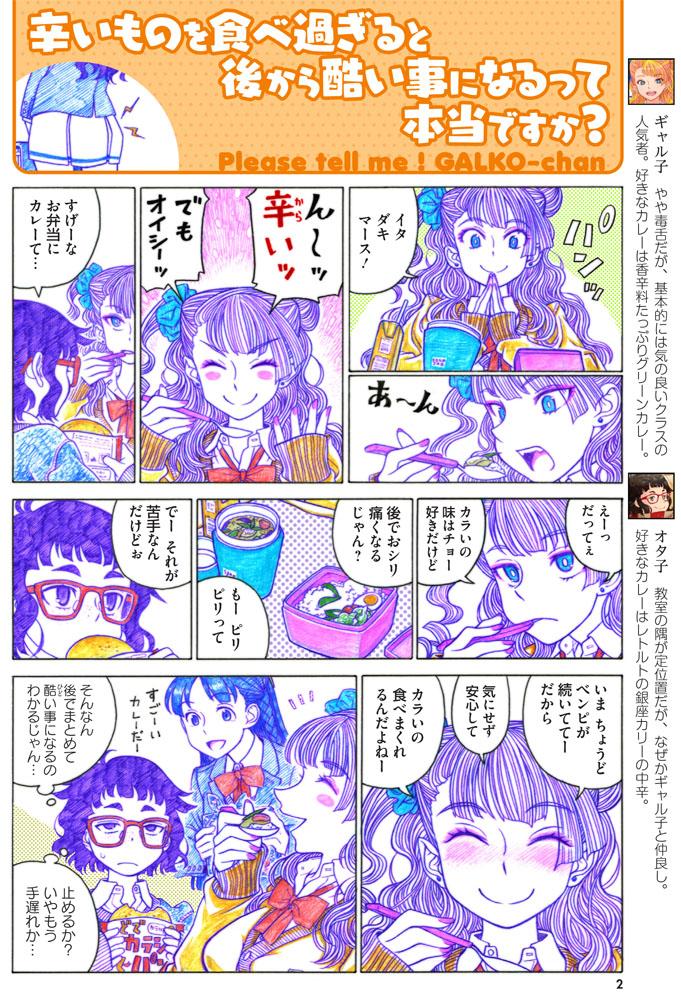 辛いものを食べ過ぎると
後から酷い事になるって
本当ですか?
Please tell me ! GALKO-chan
ギャル子 やや毒舌だが、基本的には気の良いクラスの
人気者。好きなカレーは香辛料たっぷりグリーンカレー。
オタ子 教室の隅が定位置だが、なぜかギャル子と仲良し。
好きなカレーはレトルトの銀座カリーの中辛。
パンッ
イタ
ダキ
マース!
あ〜ん
ん〜ッ
辛いッ
から
でも
オイシーッ
すげーな
お弁当に
カレーて…
えーっ
だってぇ
カラいの
味はチョー
好きだけど
後でおシリ
痛くなる
じゃん?
もー ピリ
ピリって
でー それが
苦手なん
だけどぉ
いま ちょうど
ベンピが
続いててー
だから
気にせず
安心して
カラいの
食べまくれ
るんだよねー
すごーい
カレーだー
そんなん
後でまとめて
酷い事になるの
ひど
わかるじゃん…
止めるか?
いやもう
手遅れか…
2